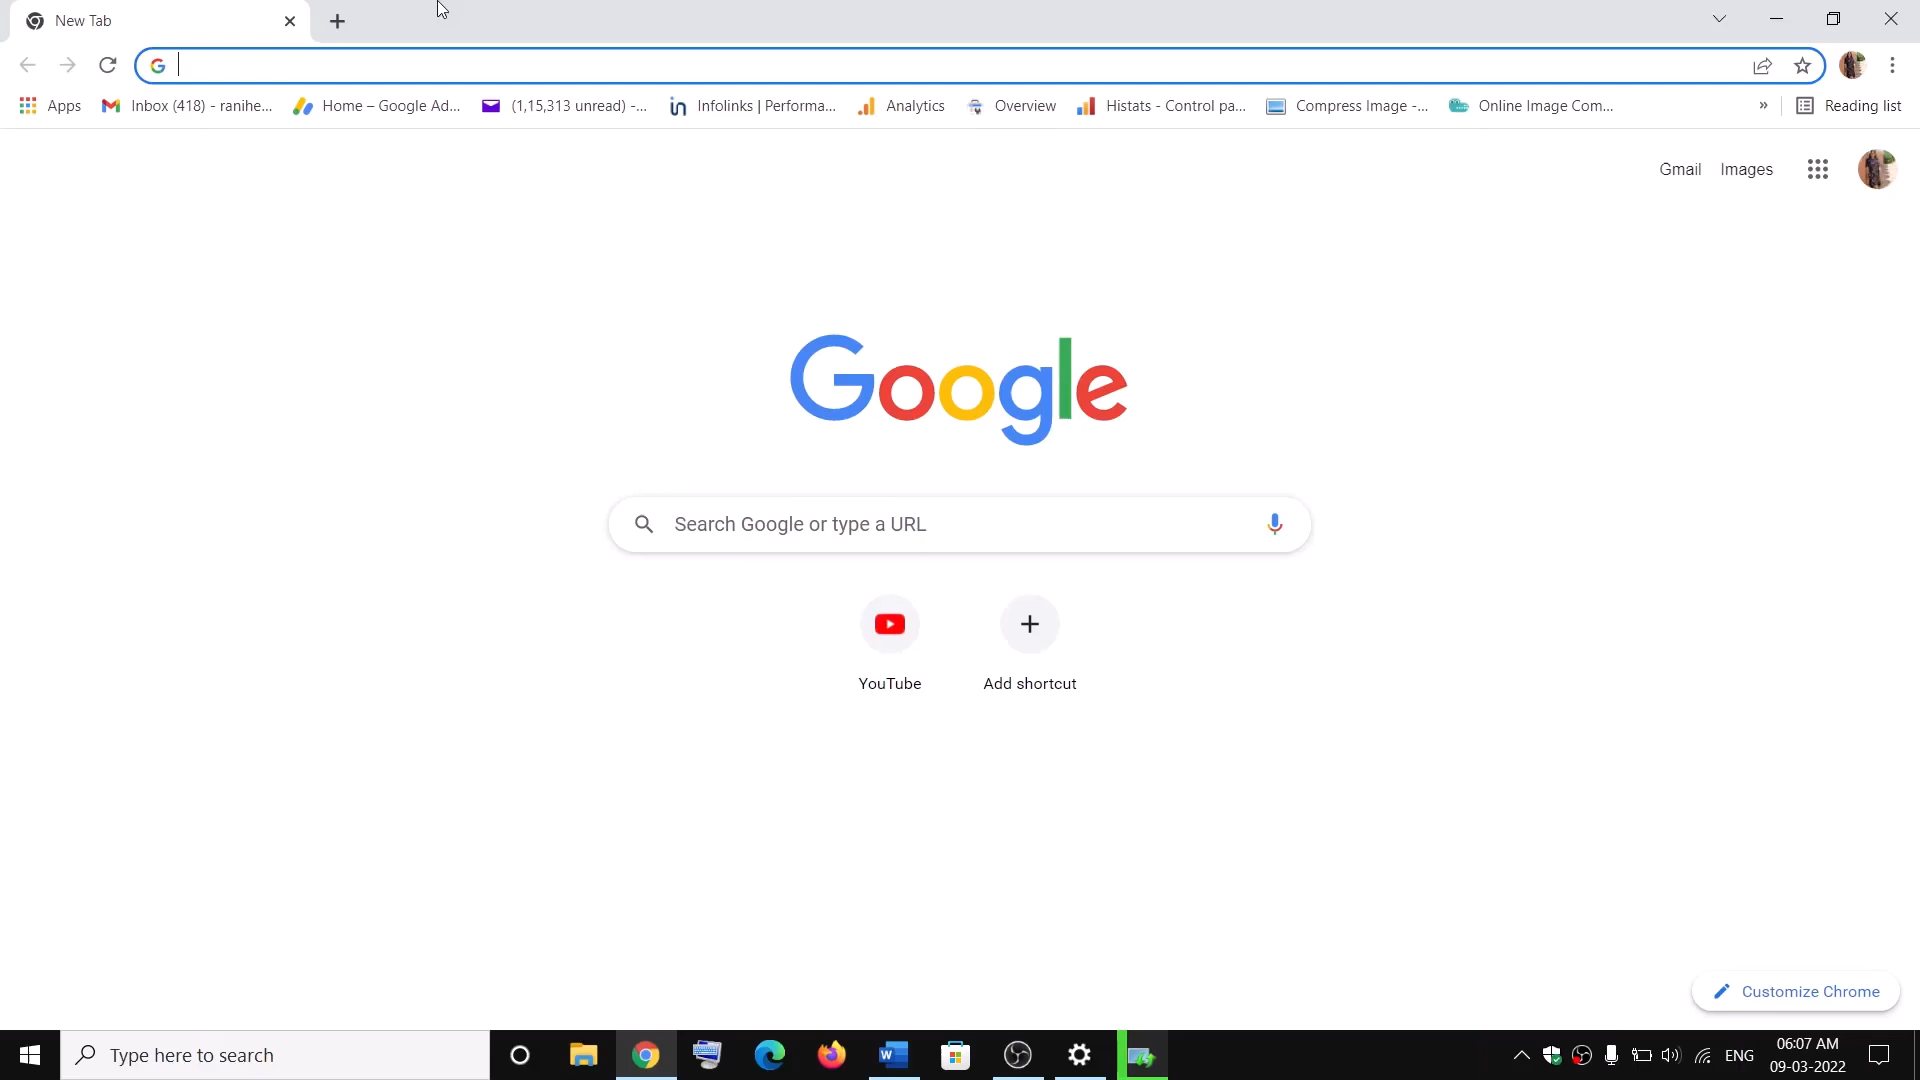 New Tab
Apps
Inbox (418) - ranihe...
Home – Google Ad...
(1,15,313 unread) -...
Infolinks | Performa...
Analytics
Overview
Histats - Control pa...
Compress Image -...
Online Image Com...
»
Reading list
Gmail
Images
Google
Search Google or type a URL
YouTube
Add shortcut
Customize Chrome
Type here to search
ENG
06:07 AM
09-03-2022